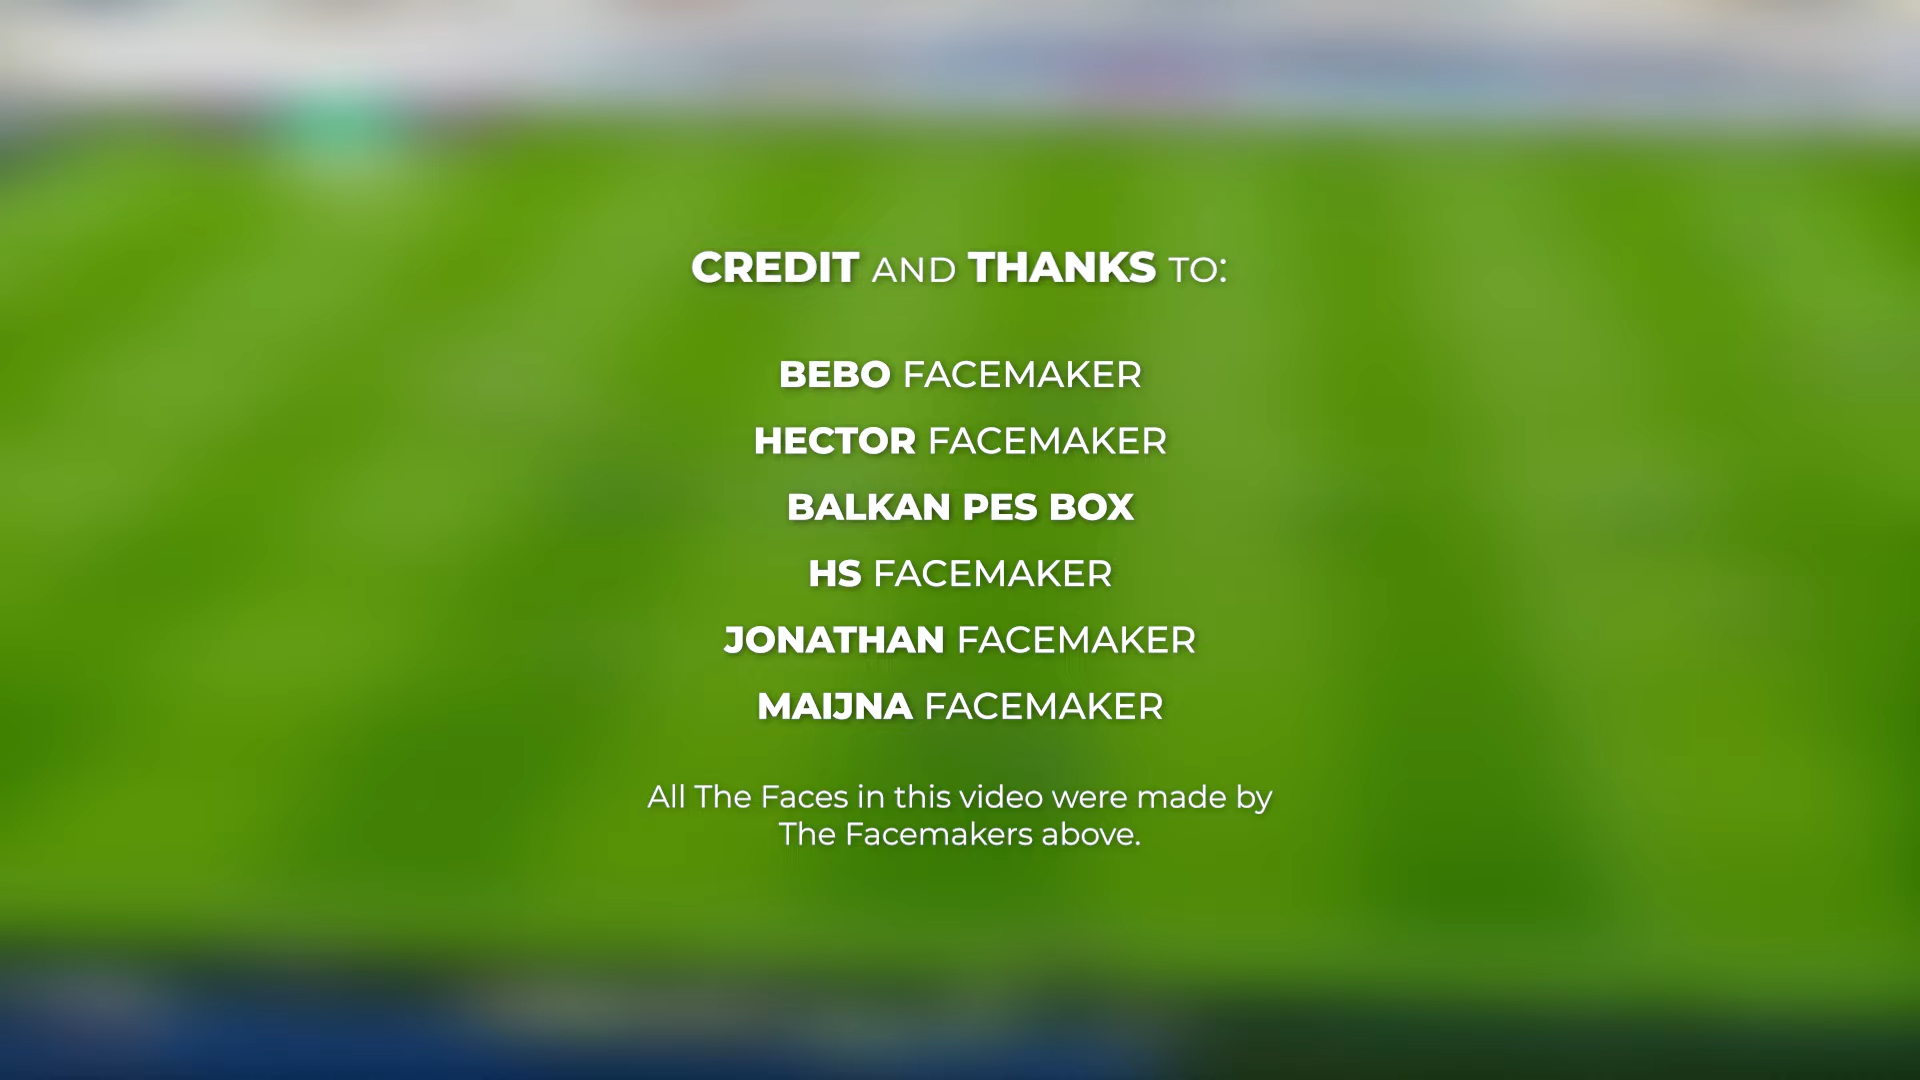 CREDIT AND THANKS TO:
BEBO FACEMAKER
HECTOR FACEMAKER
BALKAN PES BOX
HS FACEMAKER
JONATHAN FACEMAKER
MAIJNA FACEMAKER
All The Faces in this video were made by
The Facemakers above.